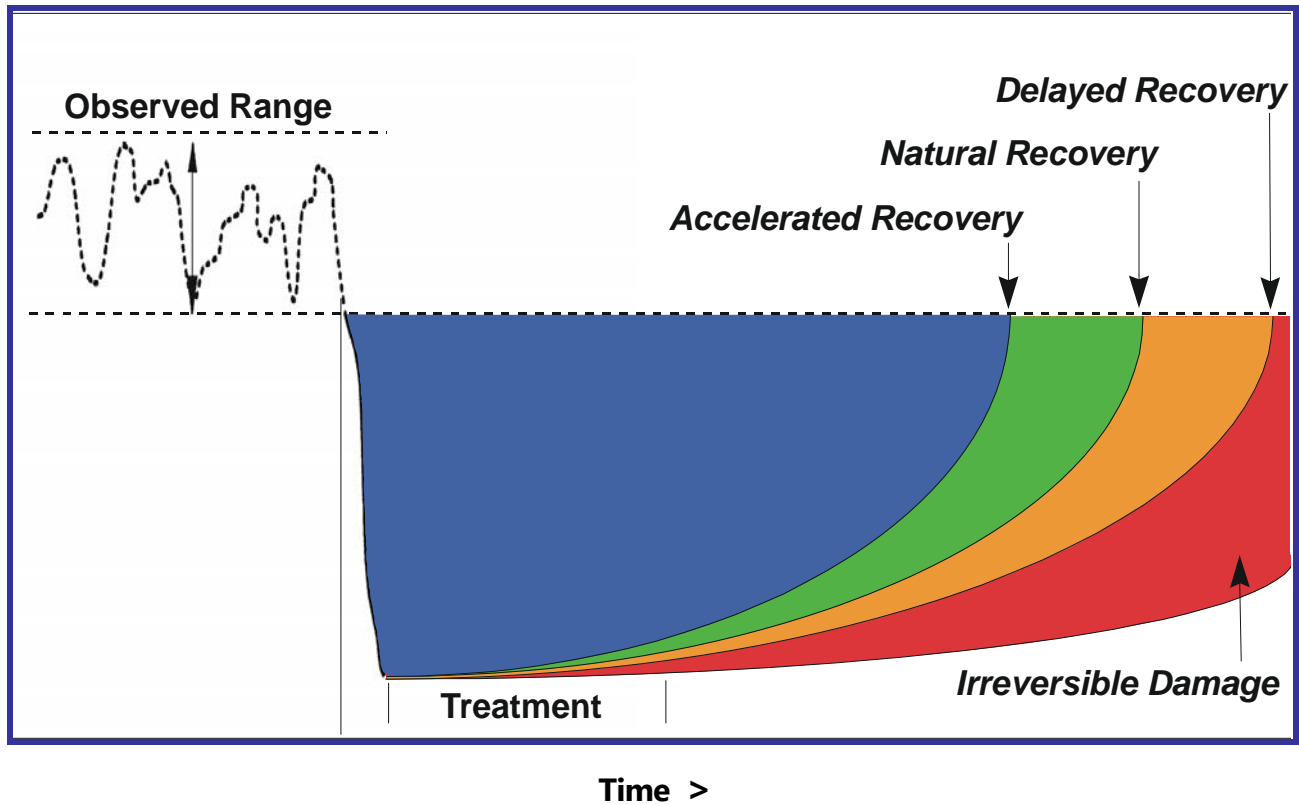 Observed Range
Delayed Recovery
Natural Recovery
Accelerated Recovery
Irreversible Damage
Treatment
Time >